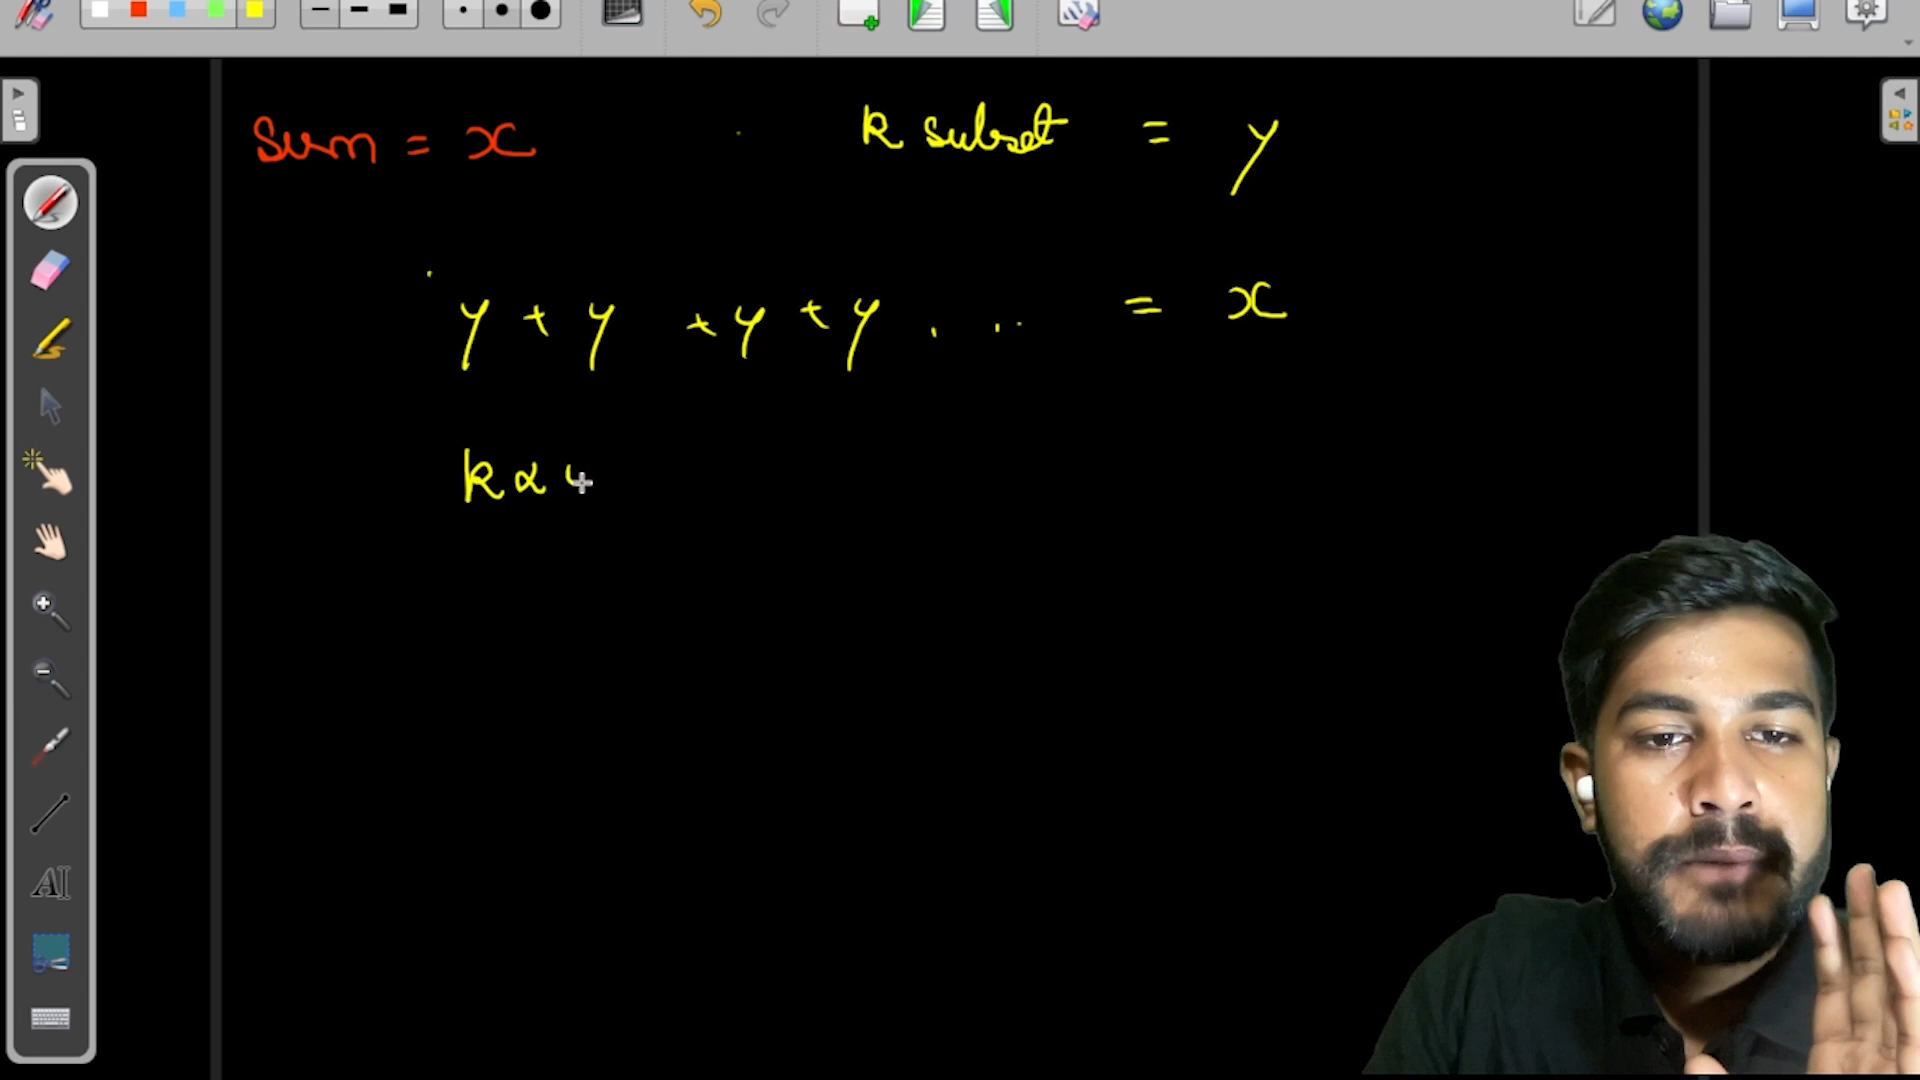 sum = x
k subset = y
y + y + y + y . .. = x
k α